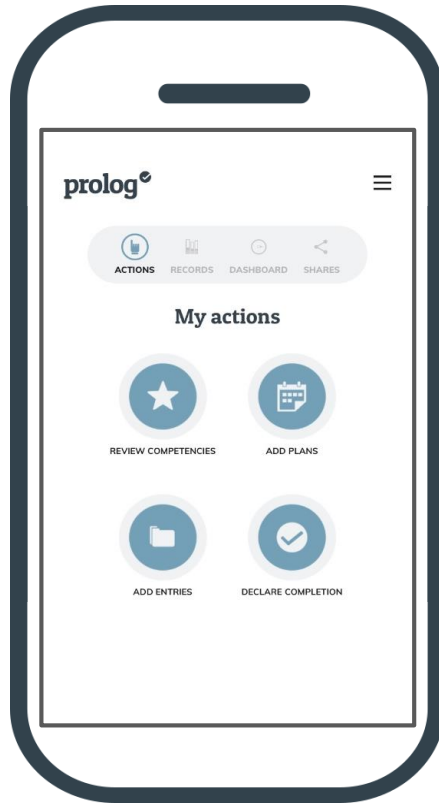 prolog
ACTIONS RECORDS DASHBOARD SHARES
My actions
REVIEW COMPETENCIES ADD PLANS
ADD ENTRIES DECLARE COMPLETION